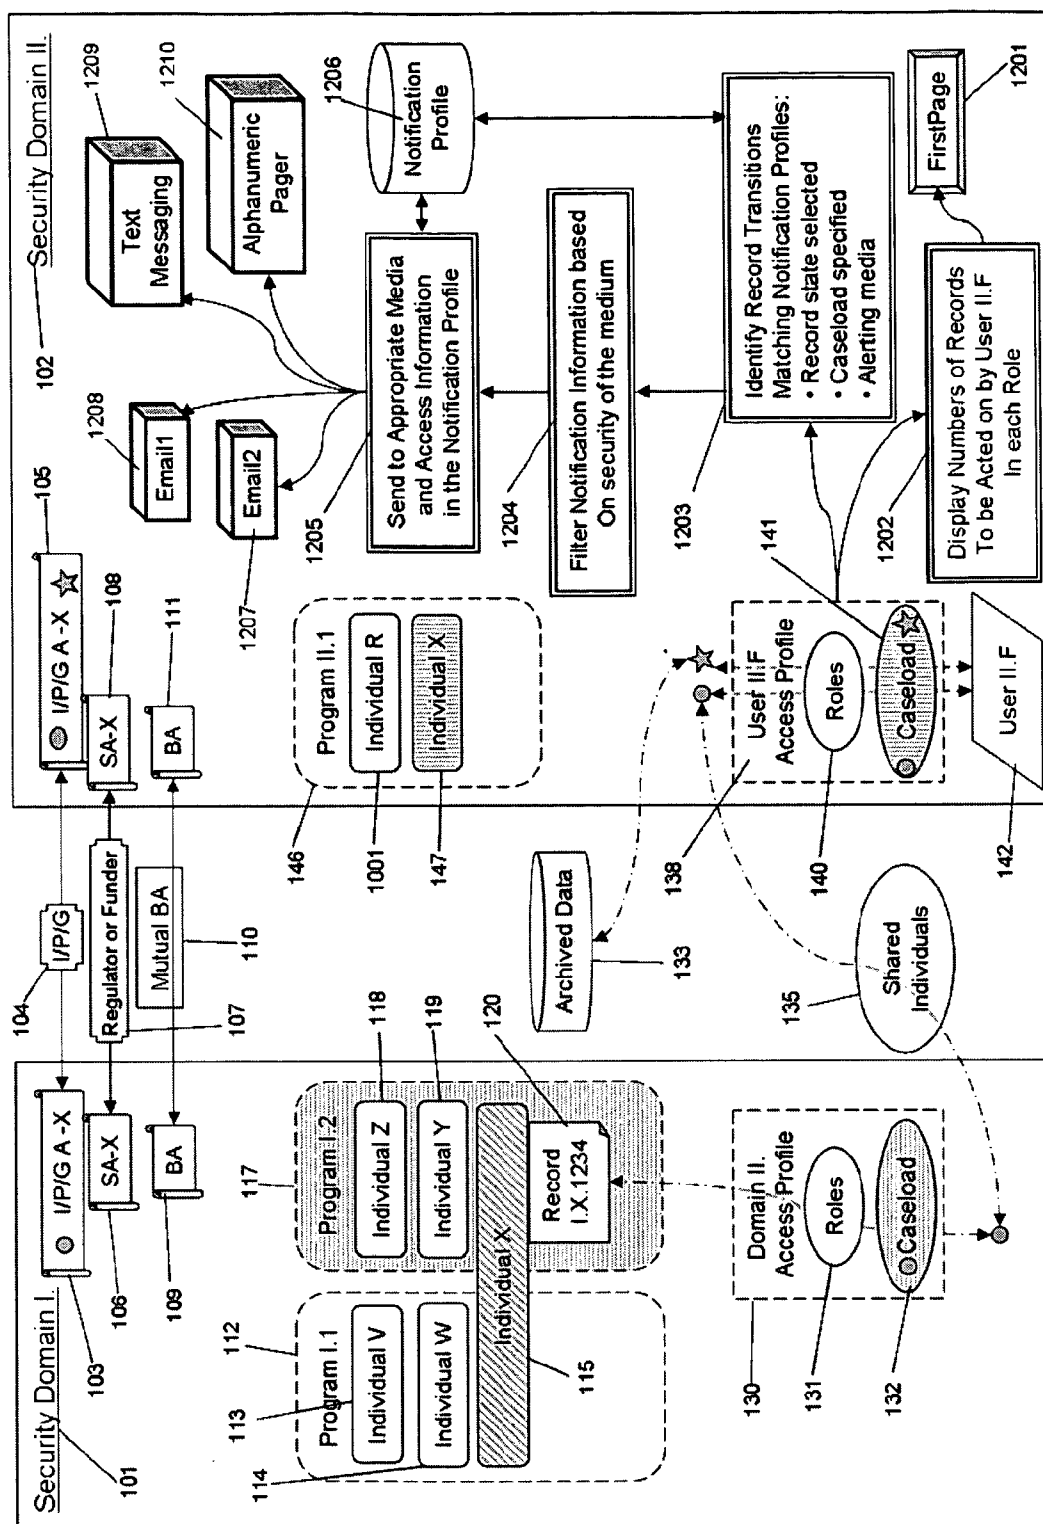 Security Domain I.
101
103
I/P/G A -X
104
I/P/G
105
I/P/G A -X
102
Security Domain II.
106
SA-X
Regulator or Funder
107
SA-X
108
109
BA
Mutual BA
110
BA
111
112
Program I.1
113
Individual V
114
Individual W
Individual X
115
117
Program I.2
Individual Z
118
Individual Y
119
Record
I.X.1234
120
146
Program II.1
1001
Individual R
147
Individual X
1208
Email1
Email2
1207
Text
Messaging
1209
Alphanumeric
Pager
1210
Notification
Profile
1206
1205
Send to Appropriate Media
and Access Information
in the Notification Profile
1204
Filter Notification Information based
On security of the medium
1203
Identify Record Transitions
Matching Notification Profiles:
• Record state selected
• Caseload specified
• Alerting media
1202
Display Numbers of Records
To be Acted on by User II.F
In each Role
FirstPage
1201
Archived Data
133
135
Shared
Individuals
130
Domain II.
Access Profile
131
Roles
132
Caseload
138
User II.F
Access Profile
140
Roles
141
Caseload
142
User II.F